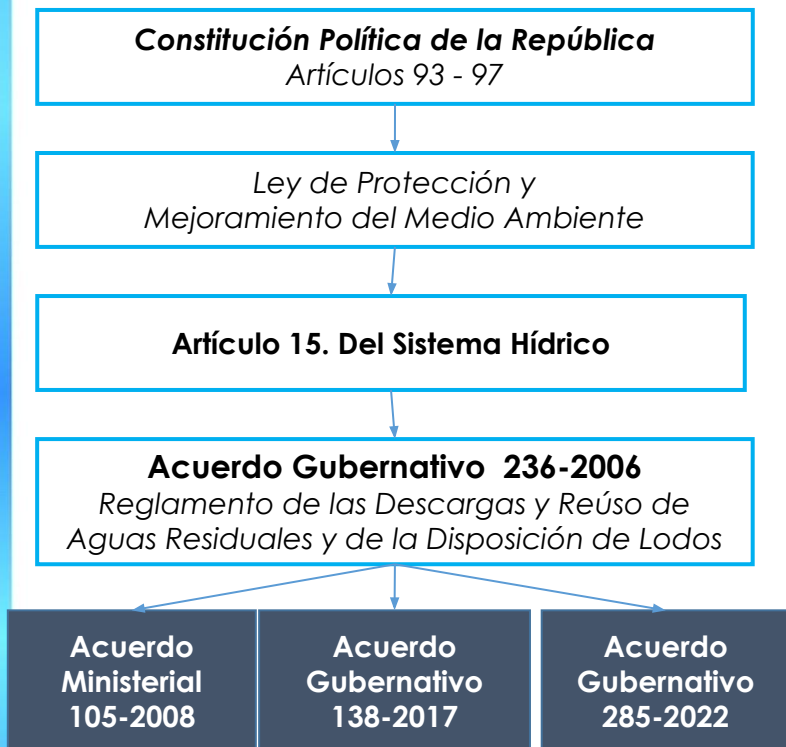 Constitución Política de la República
Artículos 93 - 97
Ley de Protección y
Mejoramiento del Medio Ambiente
Artículo 15. Del Sistema Hídrico
Acuerdo Gubernativo 236-2006
Reglamento de las Descargas y Reúso de
Aguas Residuales y de la Disposición de Lodos
Acuerdo
Ministerial
105-2008
Acuerdo
Gubernativo
138-2017
Acuerdo
Gubernativo
285-2022